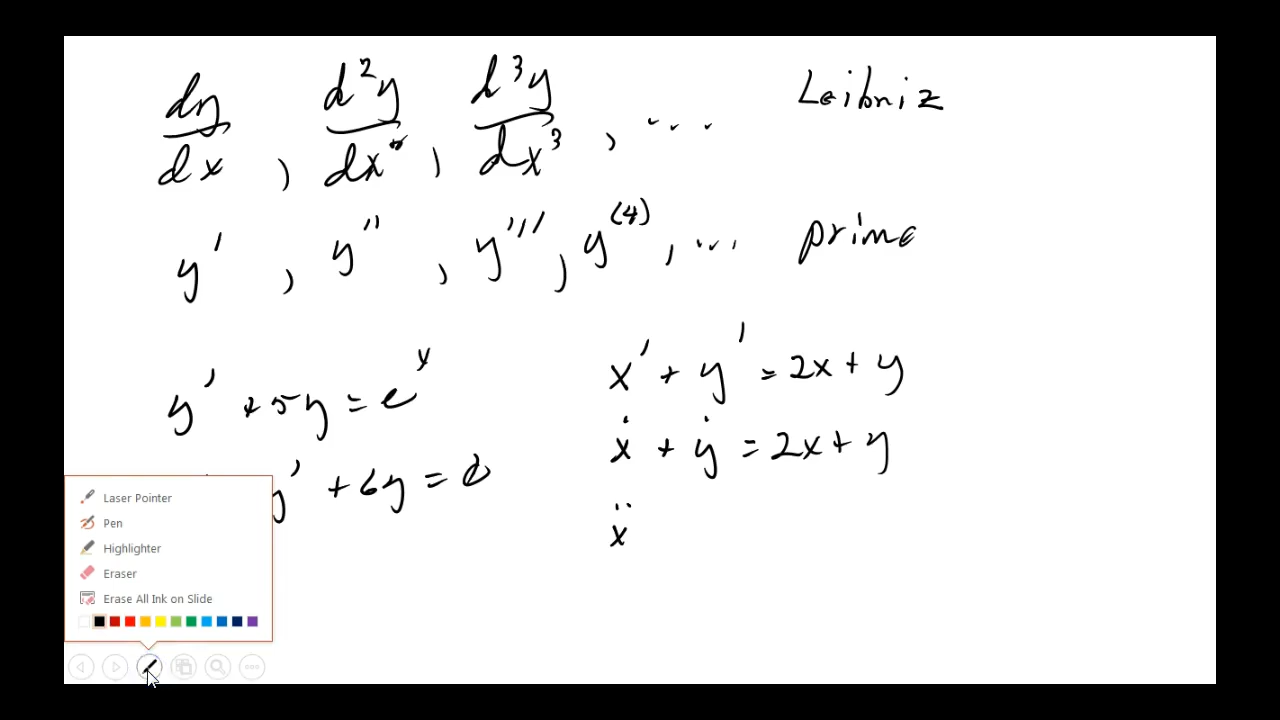 dy/dx , d²y/dx² , d³y/dx³ , ... Leibniz
y' , y'' , y''' , y⁽⁴⁾ , ... prime
y' + 5y = eˣ
x' + y' = 2x + y
ẋ + ẏ = 2x + y
y' + 6y = 0
ẍ
Laser Pointer
Pen
Highlighter
Eraser
Erase All Ink on Slide